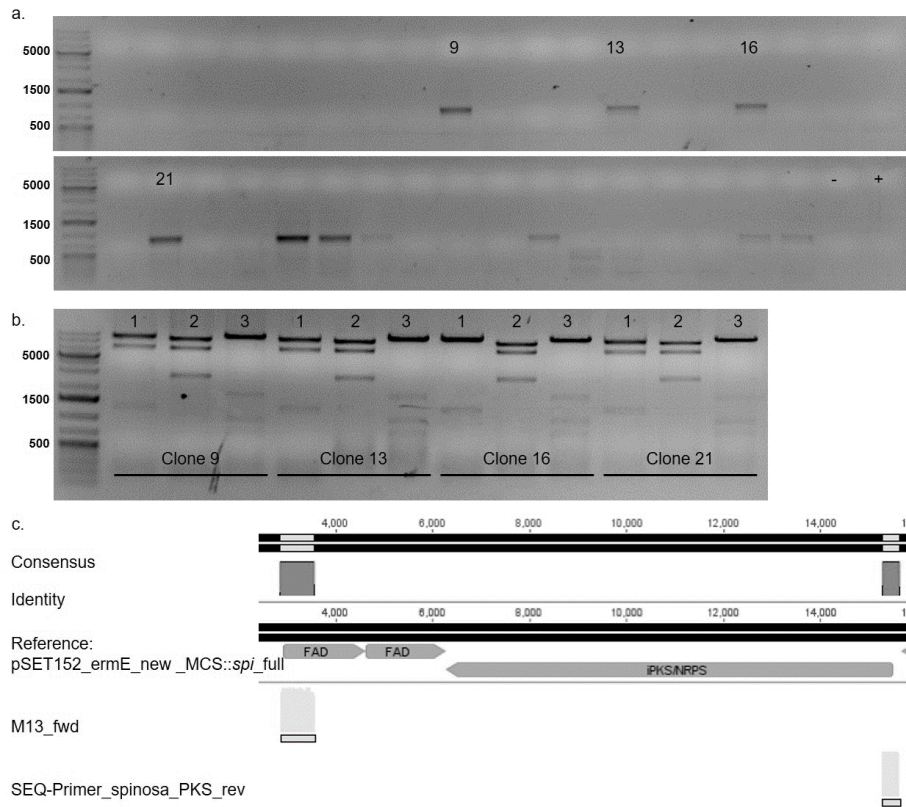 a.
9 13 16
5000
1500
500
21 - +
5000
1500
500
b.
1 2 3 1 2 3 1 2 3 1 2 3
5000
1500
500
Clone 9 Clone 13 Clone 16 Clone 21
c.
4,000 6,000 8,000 10,000 12,000 14,000
Consensus
Identity
4,000 6,000 8,000 10,000 12,000 14,000
Reference:
pSET152_ermE_new _MCS::spi_full
FAD FAD
iPKS/NRPS
M13_fwd
SEQ-Primer_spinosa_PKS_rev